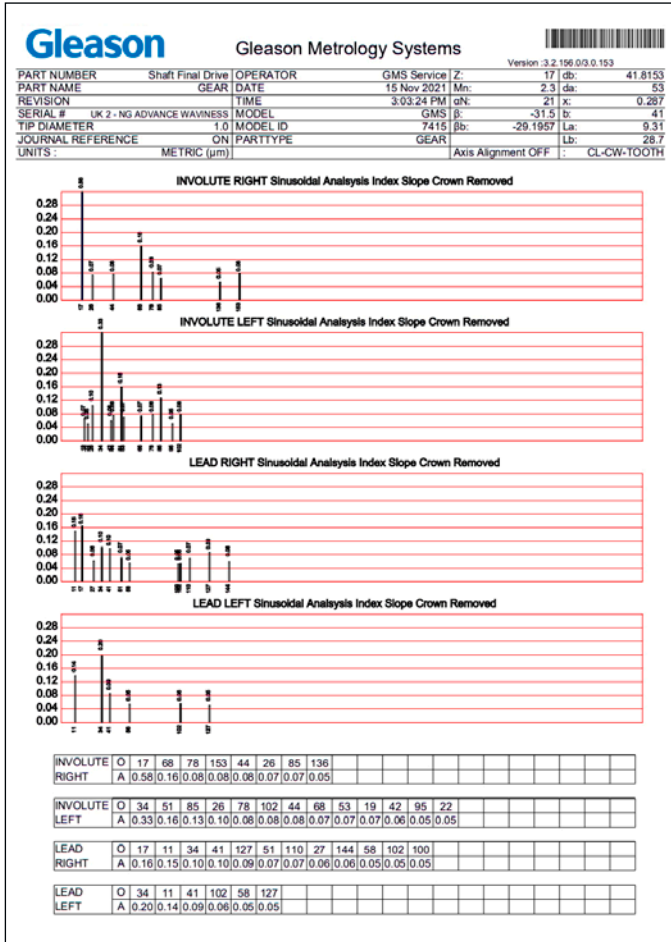 Gleason
Gleason Metrology Systems
Version :3.2.156.0/3.0.153
PART NUMBER Shaft Final Drive OPERATOR GMS Service Z: 17 db: 41.8153
PART NAME GEAR DATE 15 Nov 2021 Mn: 2.3 da: 53
REVISION TIME 3:03:24 PM αN: 21 x: 0.287
SERIAL # UK 2 - NG ADVANCE WAVINESS MODEL GMS β: -31.5 b: 41
TIP DIAMETER 1.0 MODEL ID 7415 βb: -29.1957 La: 9.31
JOURNAL REFERENCE ON PARTTYPE GEAR Lb: 28.7
UNITS : METRIC (µm) Axis Alignment OFF : CL-CW-TOOTH
INVOLUTE RIGHT Sinusoidal Analsysis Index Slope Crown Removed
0.28
0.24
0.20
0.16
0.12
0.08
0.04
0.00
INVOLUTE LEFT Sinusoidal Analsysis Index Slope Crown Removed
0.28
0.24
0.20
0.16
0.12
0.08
0.04
0.00
LEAD RIGHT Sinusoidal Analsysis Index Slope Crown Removed
0.28
0.24
0.20
0.16
0.12
0.08
0.04
0.00
LEAD LEFT Sinusoidal Analsysis Index Slope Crown Removed
0.28
0.24
0.20
0.16
0.12
0.08
0.04
0.00
INVOLUTE O 17 68 78 153 44 26 85 136
RIGHT A 0.58 0.16 0.08 0.08 0.08 0.07 0.07 0.05
INVOLUTE O 34 51 85 26 78 102 44 68 53 19 42 95 22
LEFT A 0.33 0.16 0.13 0.10 0.08 0.08 0.08 0.07 0.07 0.07 0.06 0.05 0.05
LEAD O 17 11 34 41 127 51 110 27 144 58 102 100
RIGHT A 0.16 0.15 0.10 0.10 0.09 0.07 0.07 0.06 0.06 0.05 0.05 0.05
LEAD O 34 11 41 102 58 127
LEFT A 0.20 0.14 0.09 0.06 0.05 0.05